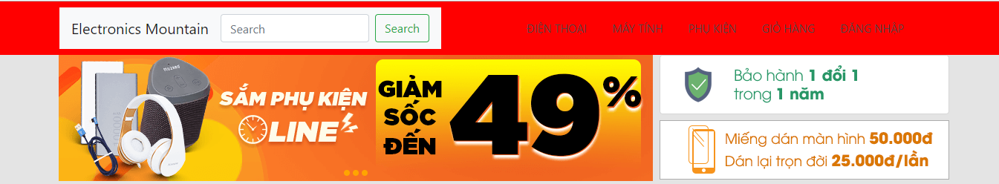 Electronics Mountain Search Search ĐIỆN THOẠI MÁY TÍNH PHỤ KIỆN GIỎ HÀNG ĐĂNG NHẬP
SẮM PHỤ KIỆN
LINE
GIẢM
SỐC
ĐẾN
49%
Bảo hành 1 đổi 1
trong 1 năm
Miếng dán màn hình 50.000đ
Dán lại trọn đời 25.000đ/lần